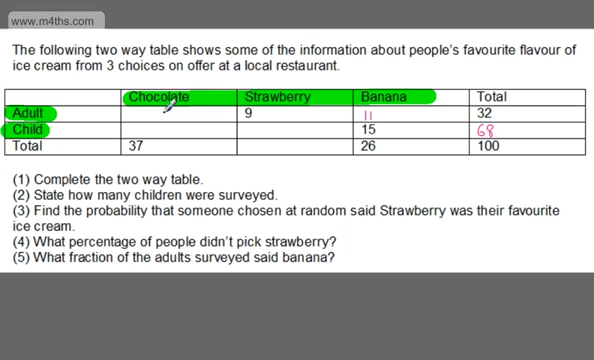 www.m4ths.com
The following two way table shows some of the information about people's favourite flavour of
ice cream from 3 choices on offer at a local restaurant.
Chocolate Strawberry Banana Total
Adult 9 11 32
Child 15 68
Total 37 26 100
(1) Complete the two way table.
(2) State how many children were surveyed.
(3) Find the probability that someone chosen at random said Strawberry was their favourite
ice cream.
(4) What percentage of people didn't pick strawberry?
(5) What fraction of the adults surveyed said banana?